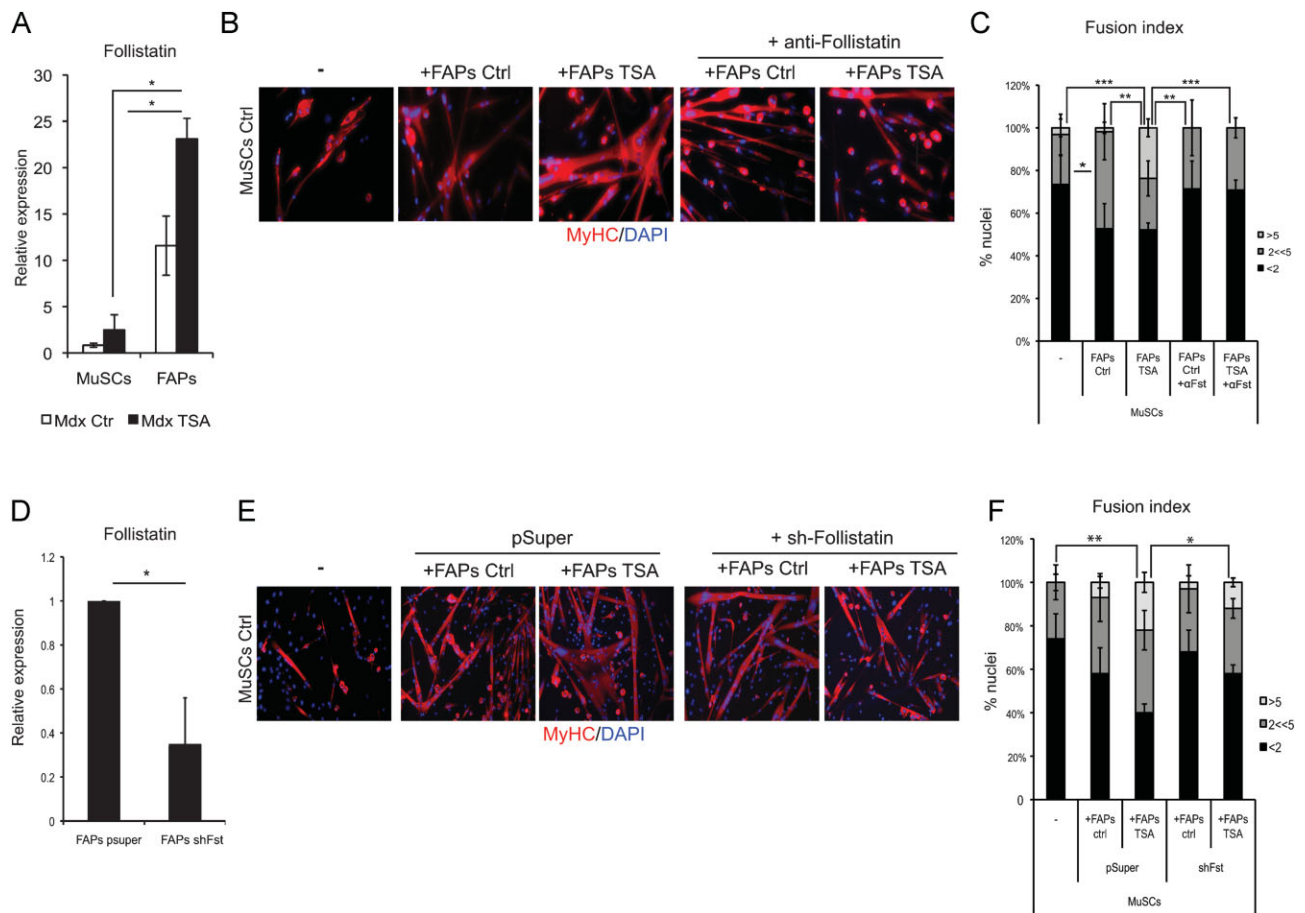 A
Follistatin
Relative expression
30
25
20
15
10
5
0
*
*
MuSCs FAPs
Mdx Ctr Mdx TSA
B
+ anti-Follistatin
- +FAPs Ctrl +FAPs TSA +FAPs Ctrl +FAPs TSA
MuSCs Ctrl
MyHC/DAPI
C
Fusion index
% nuclei
120%
100%
80%
60%
40%
20%
0%
*** ***
** **
*
>5
2<<5
<2
- FAPs Ctrl FAPs TSA FAPs Ctrl +αFst FAPs TSA +αFst
MuSCs
D
Follistatin
Relative expression
1.2
1
0.8
0.6
0.4
0.2
0
*
FAPs psuper FAPs shFst
E
pSuper + sh-Follistatin
- +FAPs Ctrl +FAPs TSA +FAPs Ctrl +FAPs TSA
MuSCs Ctrl
MyHC/DAPI
F
Fusion index
% nuclei
120%
100%
80%
60%
40%
20%
0
** *
>5
2<<5
<2
- +FAPs ctrl +FAPs TSA +FAPs ctrl +FAPs TSA
pSuper shFst
MuSCs